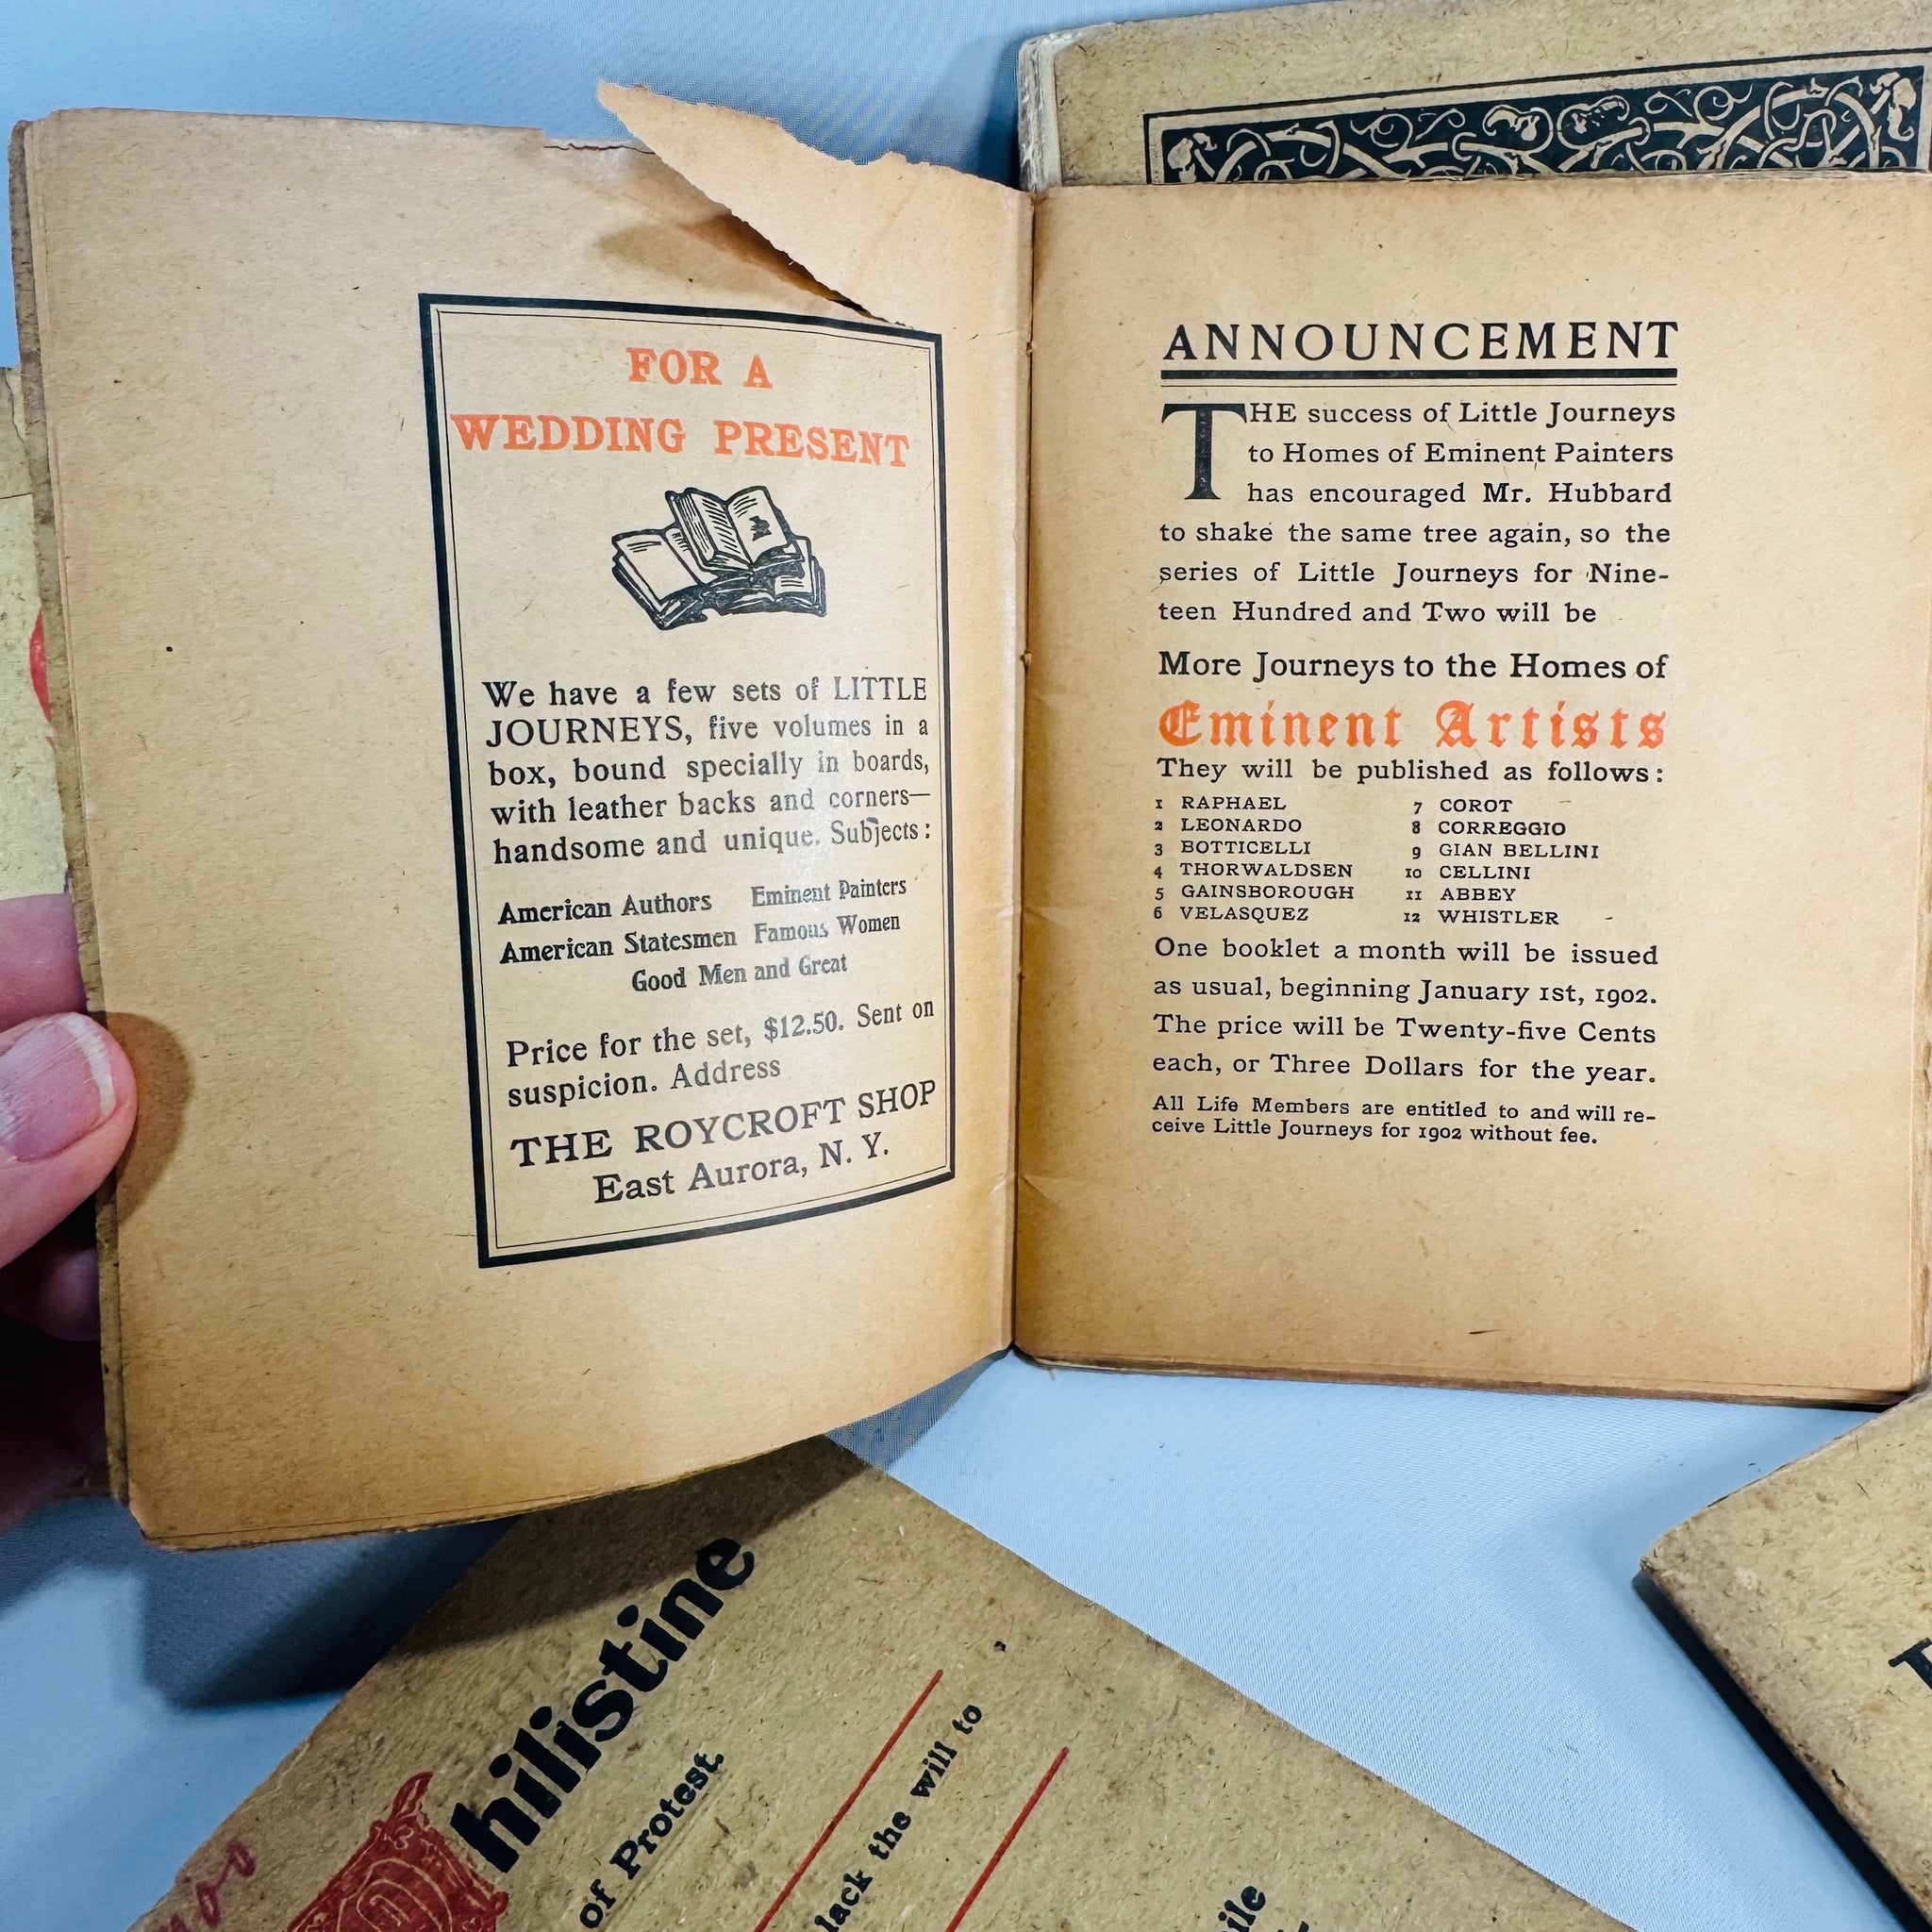 FOR A
WEDDING PRESENT
We have a few sets of LITTLE
JOURNEYS, five volumes in a
box, bound specially in boards,
with leather backs and corners—
handsome and unique. Subjects:
American Authors Eminent Painters
American Statesmen Famous Women
Good Men and Great
Price for the set, $12.50. Sent on
suspicion. Address
THE ROYCROFT SHOP
East Aurora, N. Y.
ANNOUNCEMENT
THE success of Little Journeys
to Homes of Eminent Painters
has encouraged Mr. Hubbard
to shake the same tree again, so the
series of Little Journeys for Nine-
teen Hundred and Two will be
More Journeys to the Homes of
Eminent Artists
They will be published as follows:
1 RAPHAEL 7 COROT
2 LEONARDO 8 CORREGGIO
3 BOTTICELLI 9 GIAN BELLINI
4 THORWALDSEN 10 CELLINI
5 GAINSBOROUGH 11 ABBEY
6 VELASQUEZ 12 WHISTLER
One booklet a month will be issued
as usual, beginning January 1st, 1902.
The price will be Twenty-five Cents
each, or Three Dollars for the year.
All Life Members are entitled to and will re-
ceive Little Journeys for 1902 without fee.
hilistine
of Protest.
lack the will to